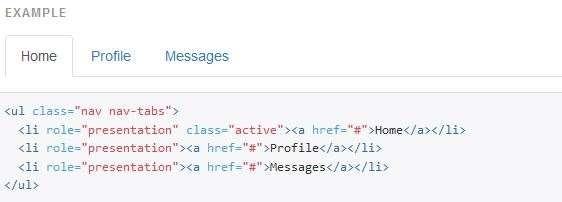 EXAMPLE
Home Profile Messages
<ul class="nav nav-tabs">
  <li role="presentation" class="active"><a href="#">Home</a></li>
  <li role="presentation"><a href="#">Profile</a></li>
  <li role="presentation"><a href="#">Messages</a></li>
</ul>